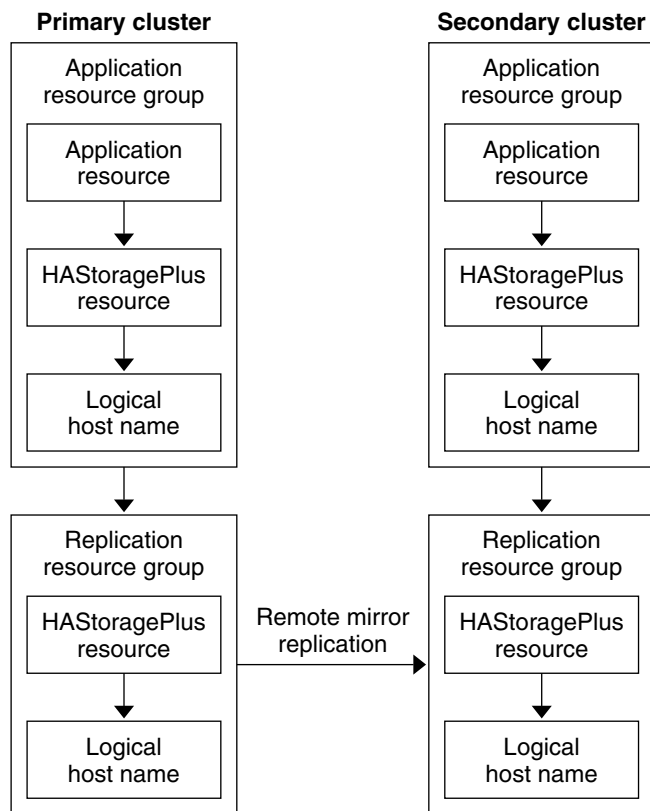 Primary cluster
Application
resource group
Application
resource
HAStoragePlus
resource
Logical
host name
Replication
resource group
HAStoragePlus
resource
Logical
host name
Remote mirror
replication
Secondary cluster
Application
resource group
Application
resource
HAStoragePlus
resource
Logical
host name
Replication
resource group
HAStoragePlus
resource
Logical
host name